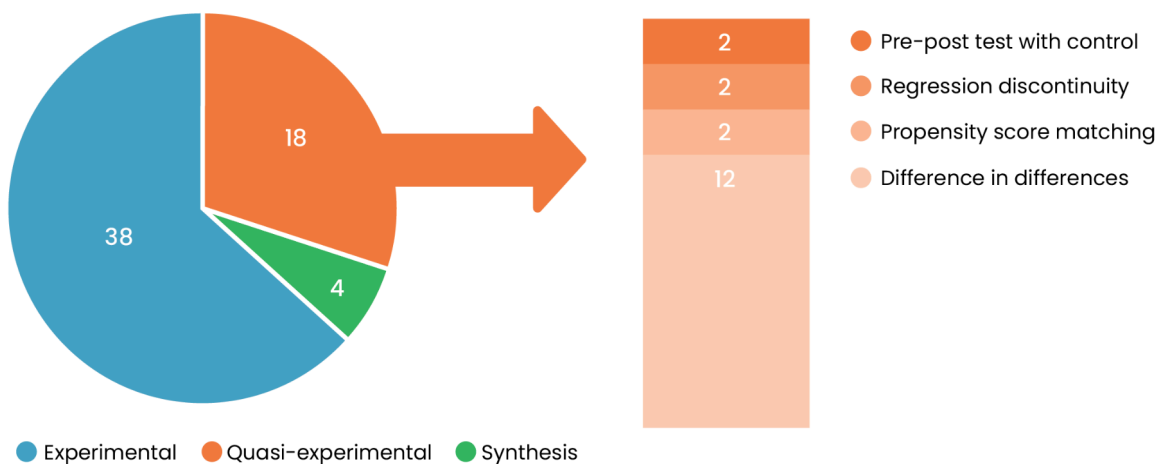 38
18
4
Experimental
Quasi-experimental
Synthesis
2
2
2
12
Pre-post test with control
Regression discontinuity
Propensity score matching
Difference in differences